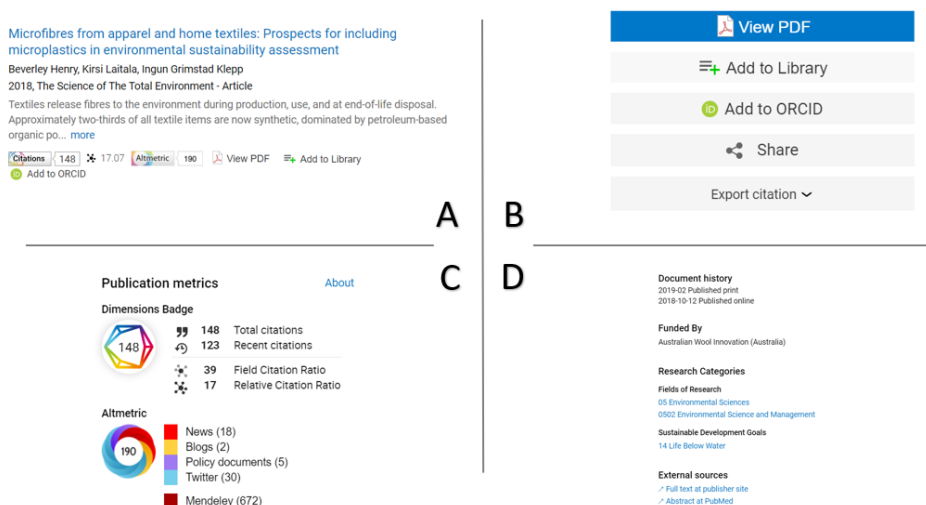 Microfibres from apparel and home textiles: Prospects for including
microplastics in environmental sustainability assessment
Beverley Henry, Kirsi Laitala, Ingun Grimstad Klepp
2018, The Science of The Total Environment - Article
Textiles release fibres to the environment during production, use, and at end-of-life disposal.
Approximately two-thirds of all textile items are now synthetic, dominated by petroleum-based
organic po... more
Citations 148 17.07 Altmetric 190 View PDF Add to Library
iD Add to ORCID
A
View PDF
Add to Library
iD Add to ORCID
Share
Export citation
B
C
Publication metrics About
Dimensions Badge
148
148 Total citations
123 Recent citations
39 Field Citation Ratio
17 Relative Citation Ratio
Altmetric
190
News (18)
Blogs (2)
Policy documents (5)
Twitter (30)
Mendeley (672)
D
Document history
2019-02 Published print
2018-10-12 Published online
Funded By
Australian Wool Innovation (Australia)
Research Categories
Fields of Research
05 Environmental Sciences
0502 Environmental Science and Management
Sustainable Development Goals
14 Life Below Water
External sources
↗ Full text at publisher site
↗ Abstract at PubMed